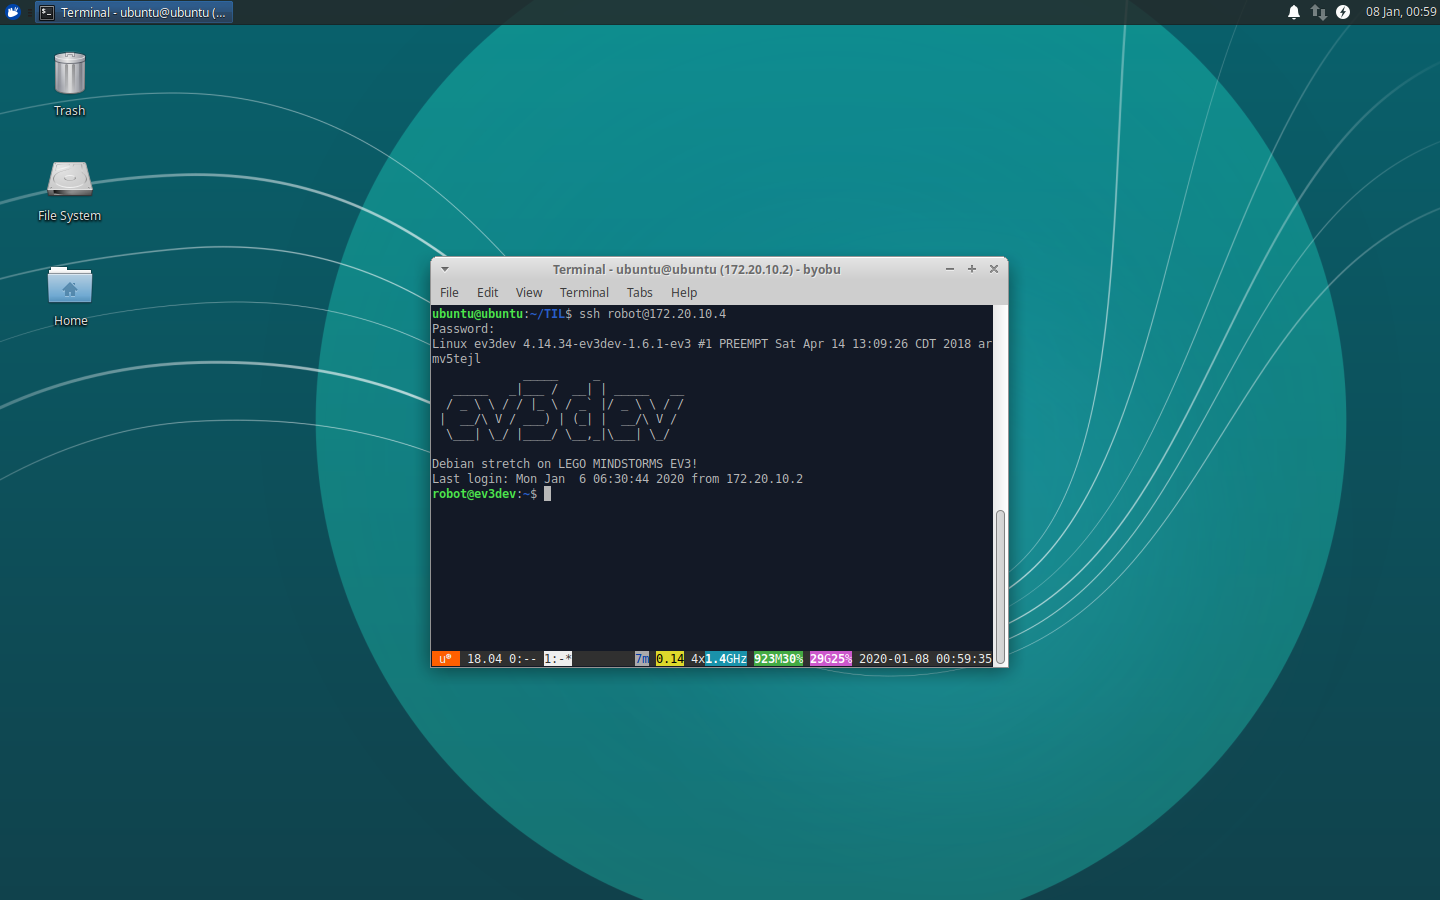 Terminal - ubuntu@ubuntu (...
08 Jan, 00:59
Trash
File System
Home
Terminal - ubuntu@ubuntu (172.20.10.2) - byobu
File Edit View Terminal Tabs Help
ubuntu@ubuntu:~/TIL$ ssh robot@172.20.10.4
Password:
Linux ev3dev 4.14.34-ev3dev-1.6.1-ev3 #1 PREEMPT Sat Apr 14 13:09:26 CDT 2018 ar
mv5tejl
ev3dev
Debian stretch on LEGO MINDSTORMS EV3!
Last login: Mon Jan  6 06:30:44 2020 from 172.20.10.2
robot@ev3dev:~$
u 18.04 0:-- 1:-* 7m 0.14 4x1.4GHz 923M30% 29G25% 2020-01-08 00:59:35